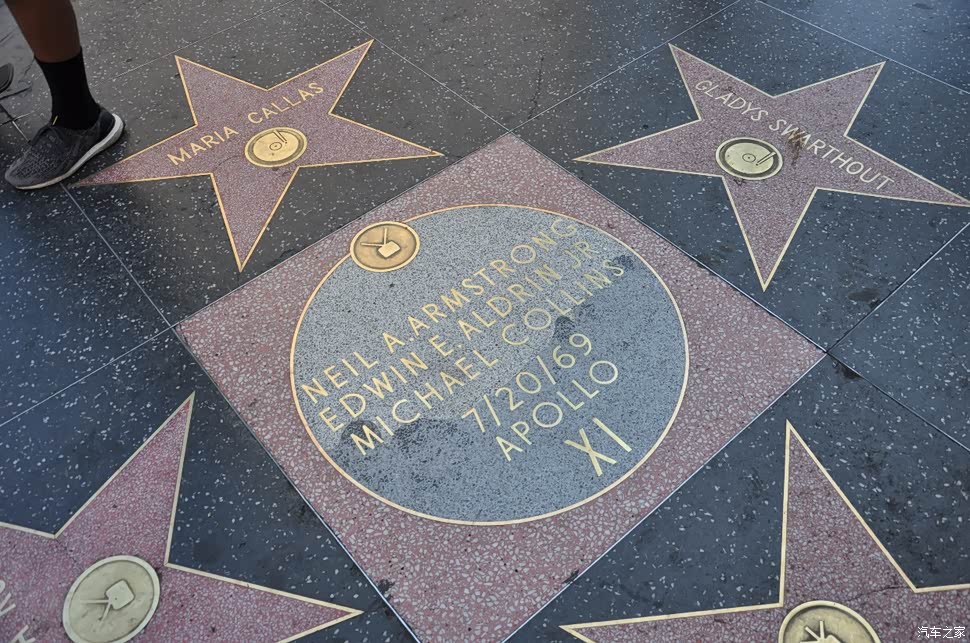 MARIA CALLAS
GLADYS SWARTHOUT
NEIL A. ARMSTRONG
EDWIN E. ALDRIN JR.
MICHAEL COLLINS
7/20/69
APOLLO
XI
汽车之家